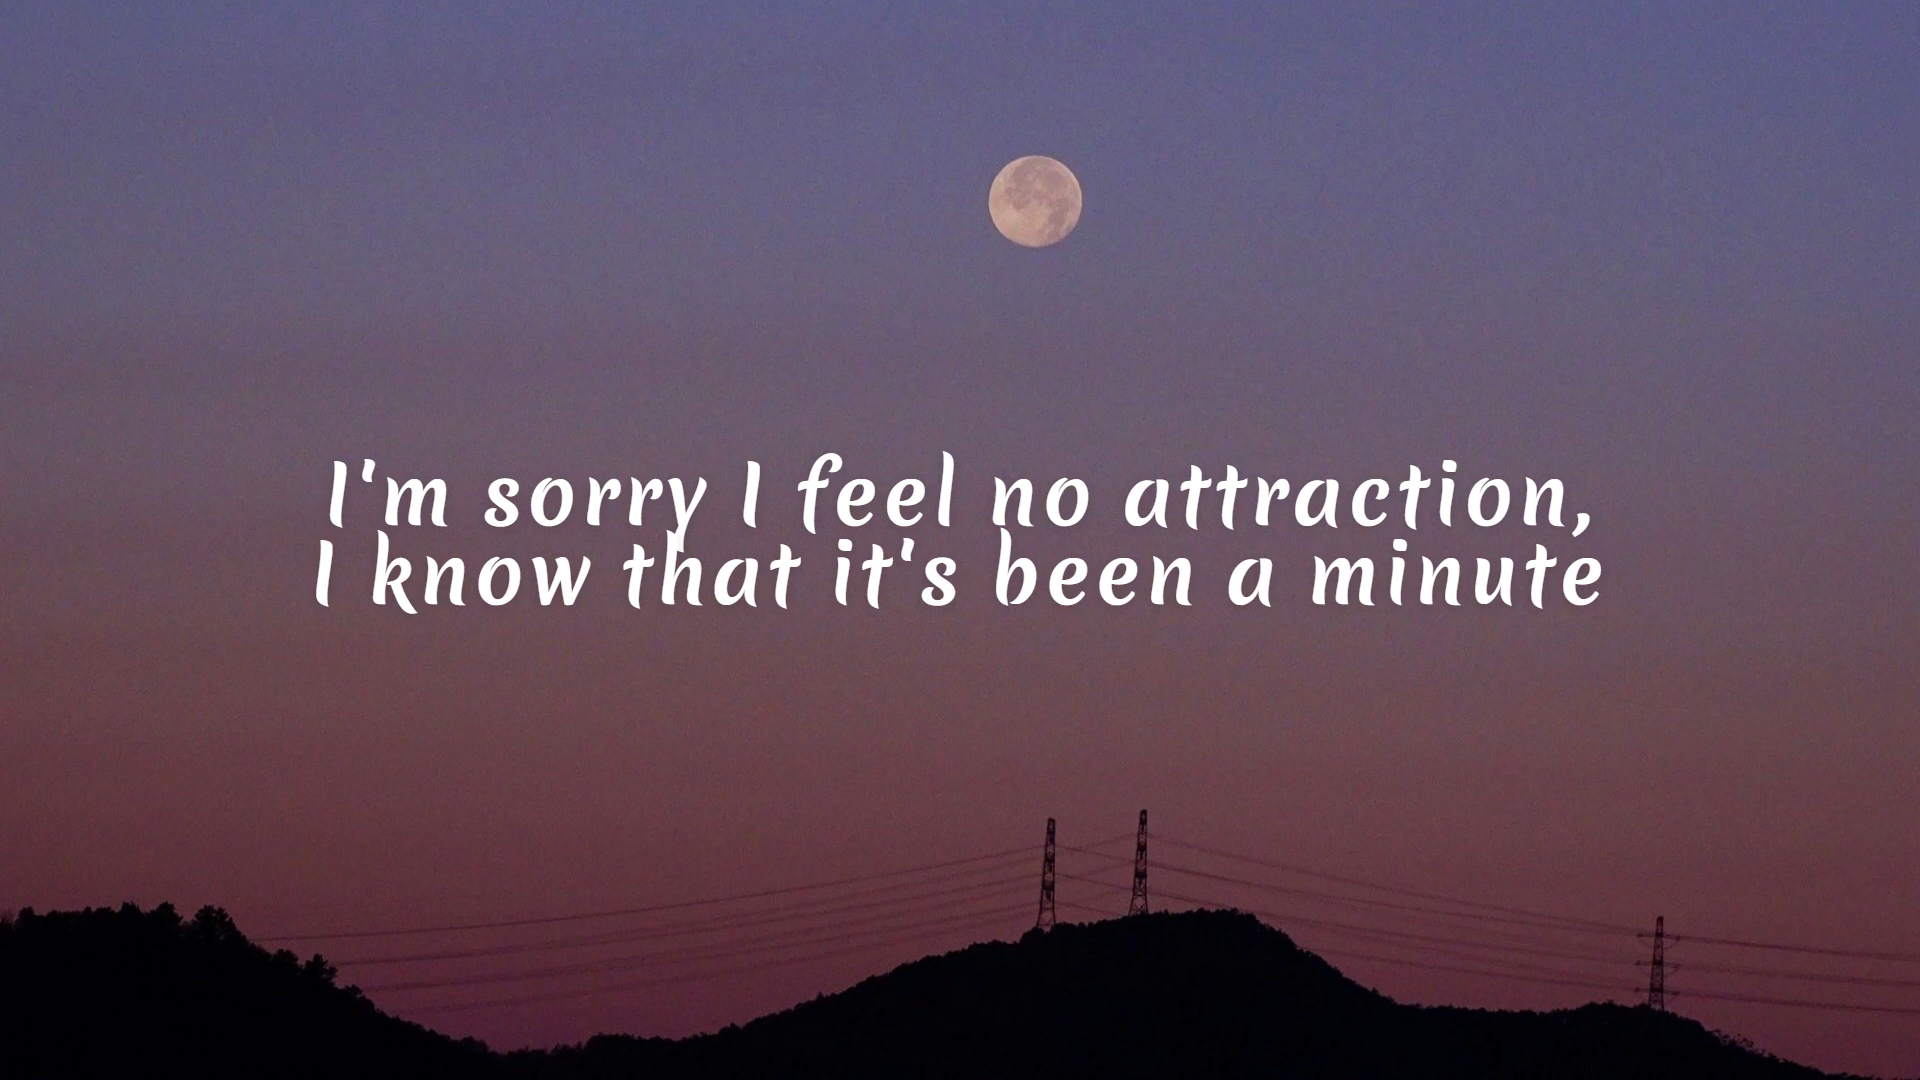 I'm sorry I feel no attraction,
I know that it's been a minute